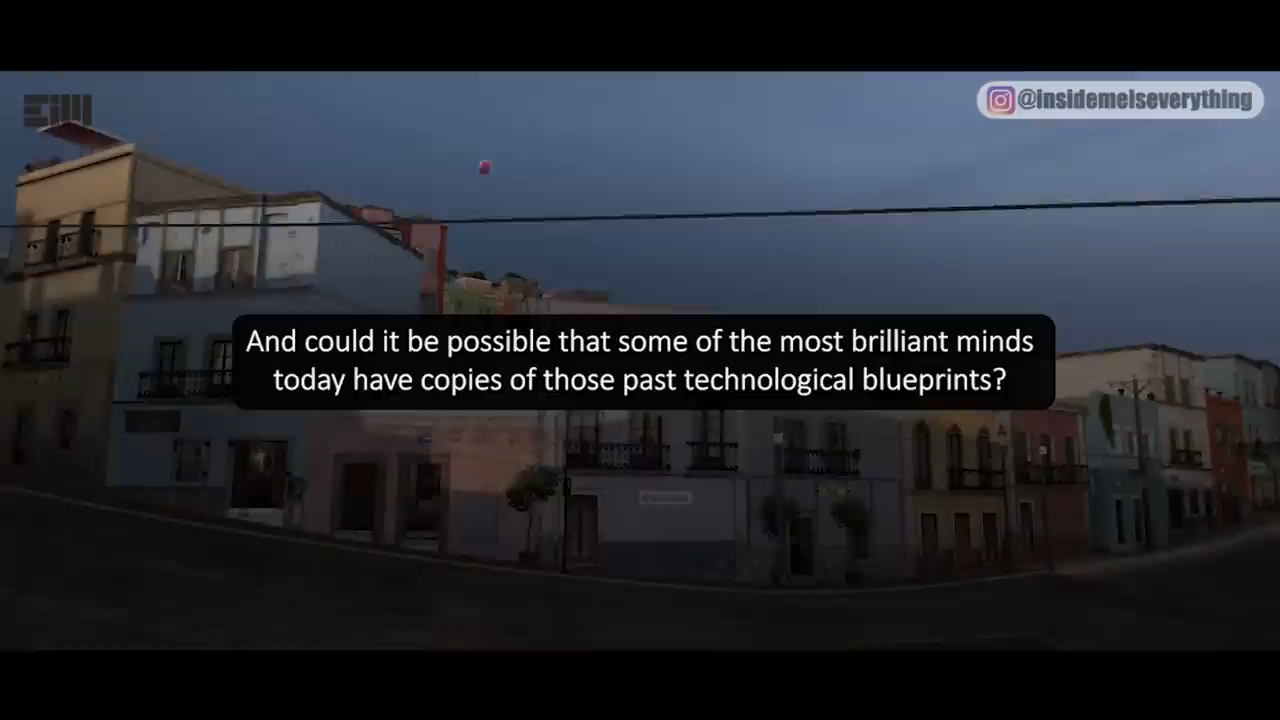 @insidemeiseverything
And could it be possible that some of the most brilliant minds
today have copies of those past technological blueprints?